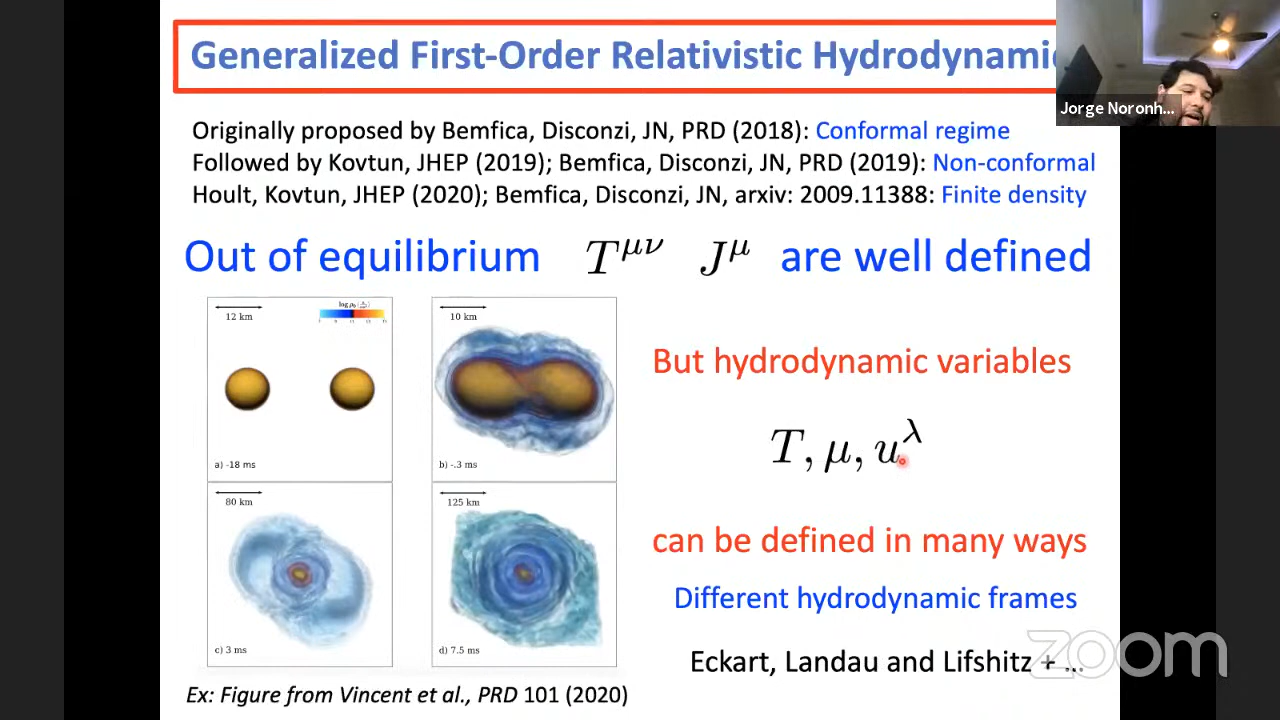 Generalized First-Order Relativistic Hydrodynamic
Jorge Noronh...
Originally proposed by Bemfica, Disconzi, JN, PRD (2018): Conformal regime
Followed by Kovtun, JHEP (2019); Bemfica, Disconzi, JN, PRD (2019): Non-conformal
Hoult, Kovtun, JHEP (2020); Bemfica, Disconzi, JN, arxiv: 2009.11388: Finite density
Out of equilibrium T^{μν} J^μ are well defined
12 km
a) -18 ms
10 km
b) -.3 ms
80 km
c) 3 ms
125 km
d) 7.5 ms
Ex: Figure from Vincent et al., PRD 101 (2020)
But hydrodynamic variables
T, μ, u^λ
can be defined in many ways
Different hydrodynamic frames
Eckart, Landau and Lifshitz + ...
zoom